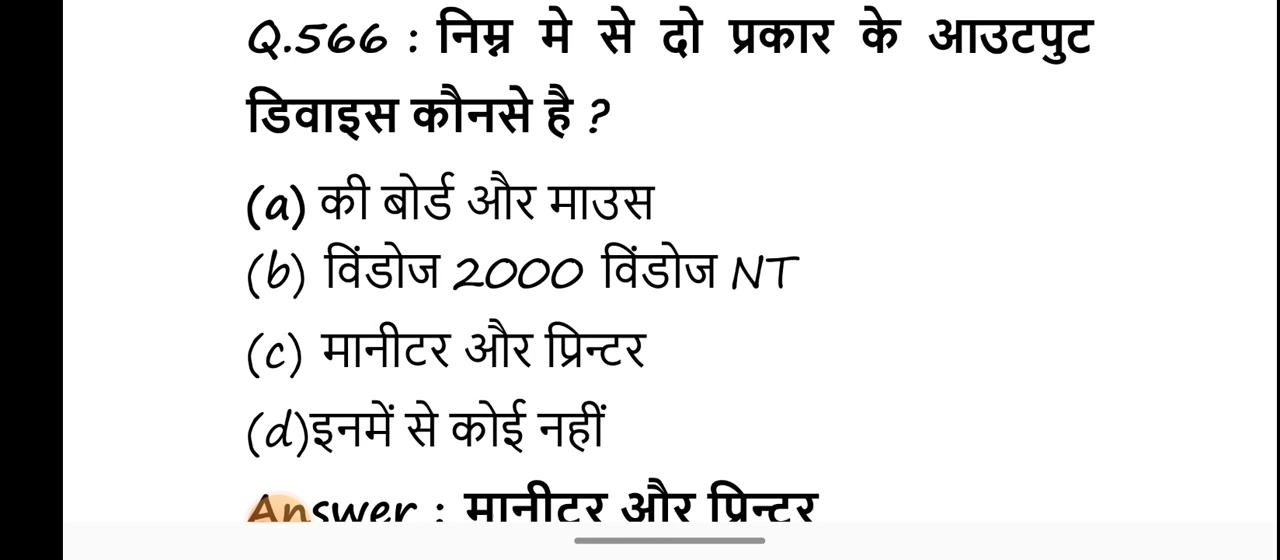 Q.566 : निम्न मे से दो प्रकार के आउटपुट
डिवाइस कौनसे है ?
(a) की बोर्ड और माउस
(b) विंडोज 2000 विंडोज NT
(c) मानीटर और प्रिन्टर
(d)इनमें से कोई नहीं
Answer : मानीटर और प्रिन्टर